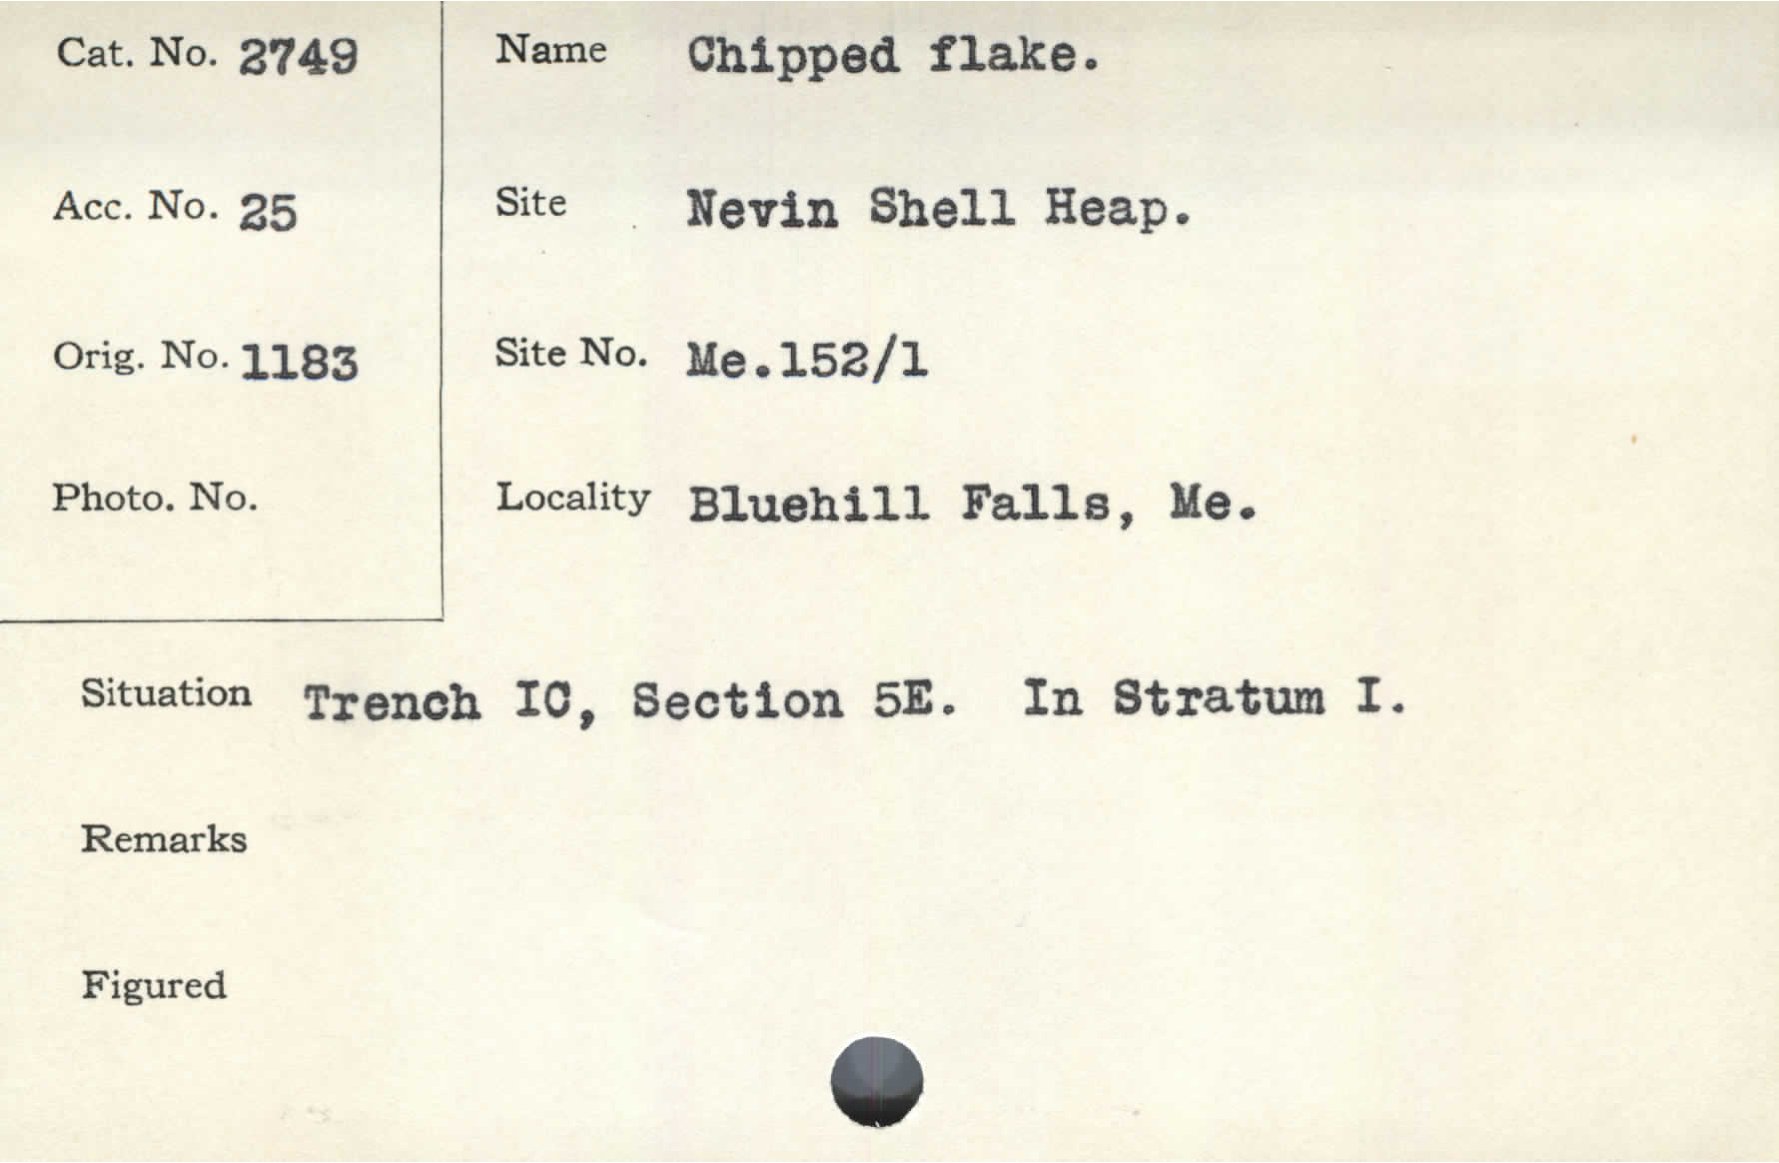 Cat. No. 2749
Name Chipped flake.
Acc. No. 25
Site Nevin Shell Heap.
Orig. No. 1183
Site No. Me.152/1
Photo. No.
Locality Bluehill Falls, Me.
Situation Trench IC, Section 5E. In Stratum I.
Remarks
Figured